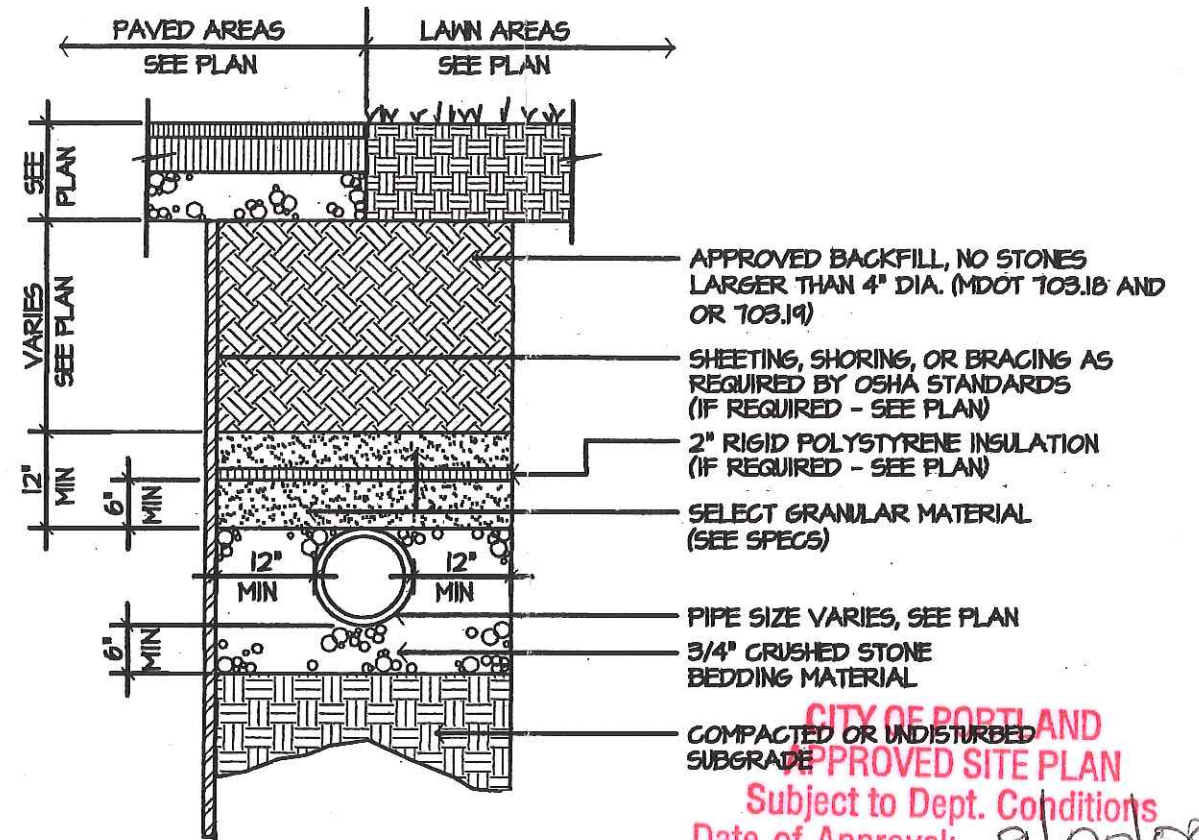 PAVED AREAS
SEE PLAN
LAWN AREAS
SEE PLAN
SEE
PLAN
VARIES
SEE PLAN
12"
MIN
6"
MIN
12"
MIN
12"
MIN
6"
MIN
APPROVED BACKFILL, NO STONES
LARGER THAN 4" DIA. (MDOT 703.18 AND
OR 703.19)
SHEETING, SHORING, OR BRACING AS
REQUIRED BY OSHA STANDARDS
(IF REQUIRED - SEE PLAN)
2" RIGID POLYSTYRENE INSULATION
(IF REQUIRED - SEE PLAN)
SELECT GRANULAR MATERIAL
(SEE SPECS)
PIPE SIZE VARIES, SEE PLAN
3/4" CRUSHED STONE
BEDDING MATERIAL
COMPACTED OR UNDISTURBED
SUBGRADE
CITY OF PORTLAND
APPROVED SITE PLAN
Subject to Dept. Conditions
Date of Approval: